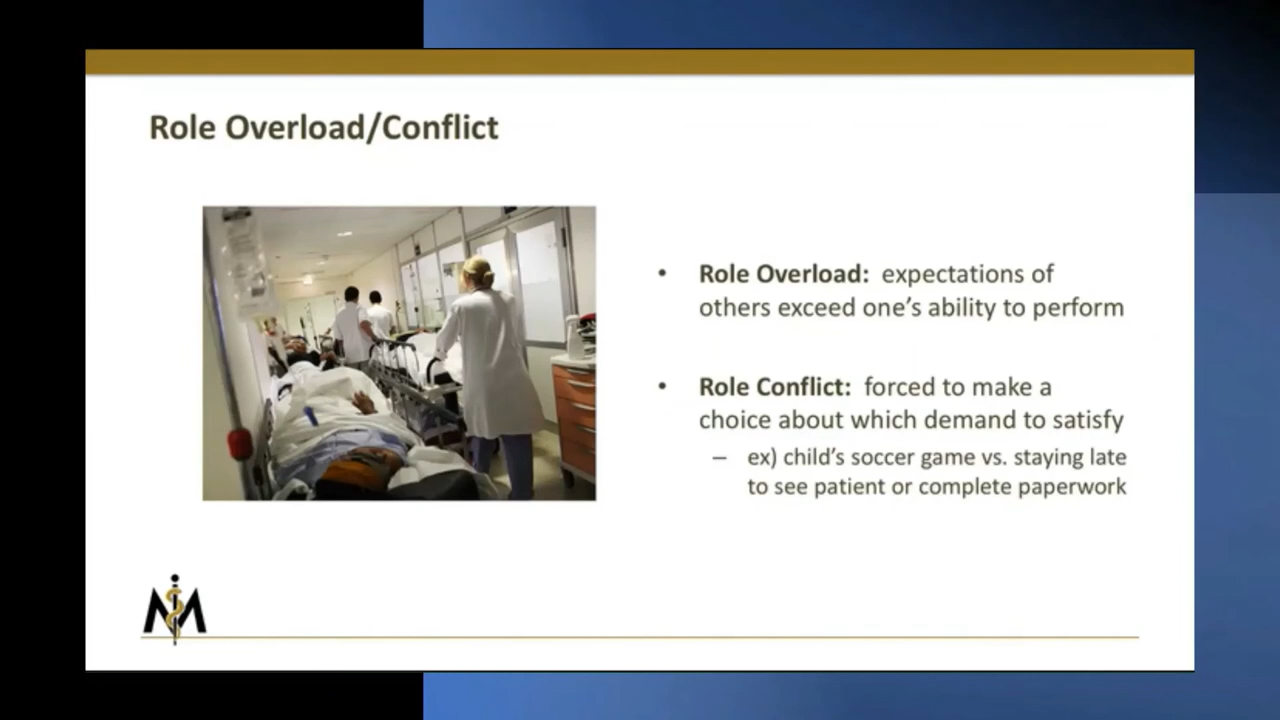 Role Overload/Conflict
• Role Overload: expectations of
others exceed one's ability to perform
• Role Conflict: forced to make a
choice about which demand to satisfy
– ex) child's soccer game vs. staying late
to see patient or complete paperwork